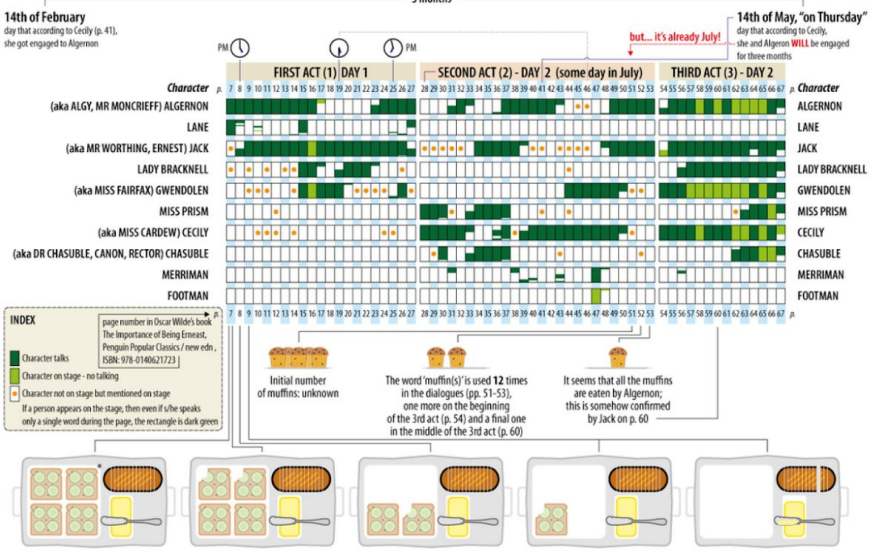 3 months
14th of February
day that according to Cecily (p. 41),
she got engaged to Algernon
PM
PM
but... it's already July!
14th of May, "on Thursday"
day that according to Cecily,
she and Algeron WILL be engaged
for three months
FIRST ACT (1) DAY 1
SECOND ACT (2) - DAY 2 (some day in July)
THIRD ACT (3) - DAY 2
Character p. 7 8 9 10 11 12 13 14 15 16 17 18 19 20 21 22 23 24 25 26 27 28 29 30 31 32 33 34 35 36 37 38 39 40 41 42 43 44 45 46 47 48 49 50 51 52 53 54 55 56 57 58 59 60 61 62 63 64 65 66 67 p. Character
(aka ALGY, MR MONCRIEFF) ALGERNON ALGERNON
LANE LANE
(aka MR WORTHING, ERNEST) JACK JACK
LADY BRACKNELL LADY BRACKNELL
(aka MISS FAIRFAX) GWENDOLEN GWENDOLEN
MISS PRISM MISS PRISM
(aka MISS CARDEW) CECILY CECILY
(aka DR CHASUBLE, CANON, RECTOR) CHASUBLE CHASUBLE
MERRIMAN MERRIMAN
FOOTMAN FOOTMAN
p. 7 8 9 10 11 12 13 14 15 16 17 18 19 20 21 22 23 24 25 26 27 28 29 30 31 32 33 34 35 36 37 38 39 40 41 42 43 44 45 46 47 48 49 50 51 52 53 54 55 56 57 58 59 60 61 62 63 64 65 66 67 p.
INDEX
page number in Oscar Wilde's book
The Importance of Being Erneast,
Penguin Popular Classics / new edn ,
ISBN: 978-0140621723
Character talks
Character on stage - no talking
Character not on stage but mentioned on stage
If a person appears on the stage, then even if s/he speaks
only a single word during the page, the rectangle is dark green
Initial number
of muffins: unknown
The word 'muffin(s)' is used 12 times
in the dialogues (pp. 51-53),
one more on the beginning
of the 3rd act (p. 54) and a final one
in the middle of the 3rd act (p. 60)
It seems that all the muffins
are eaten by Algernon;
this is somehow confirmed
by Jack on p. 60